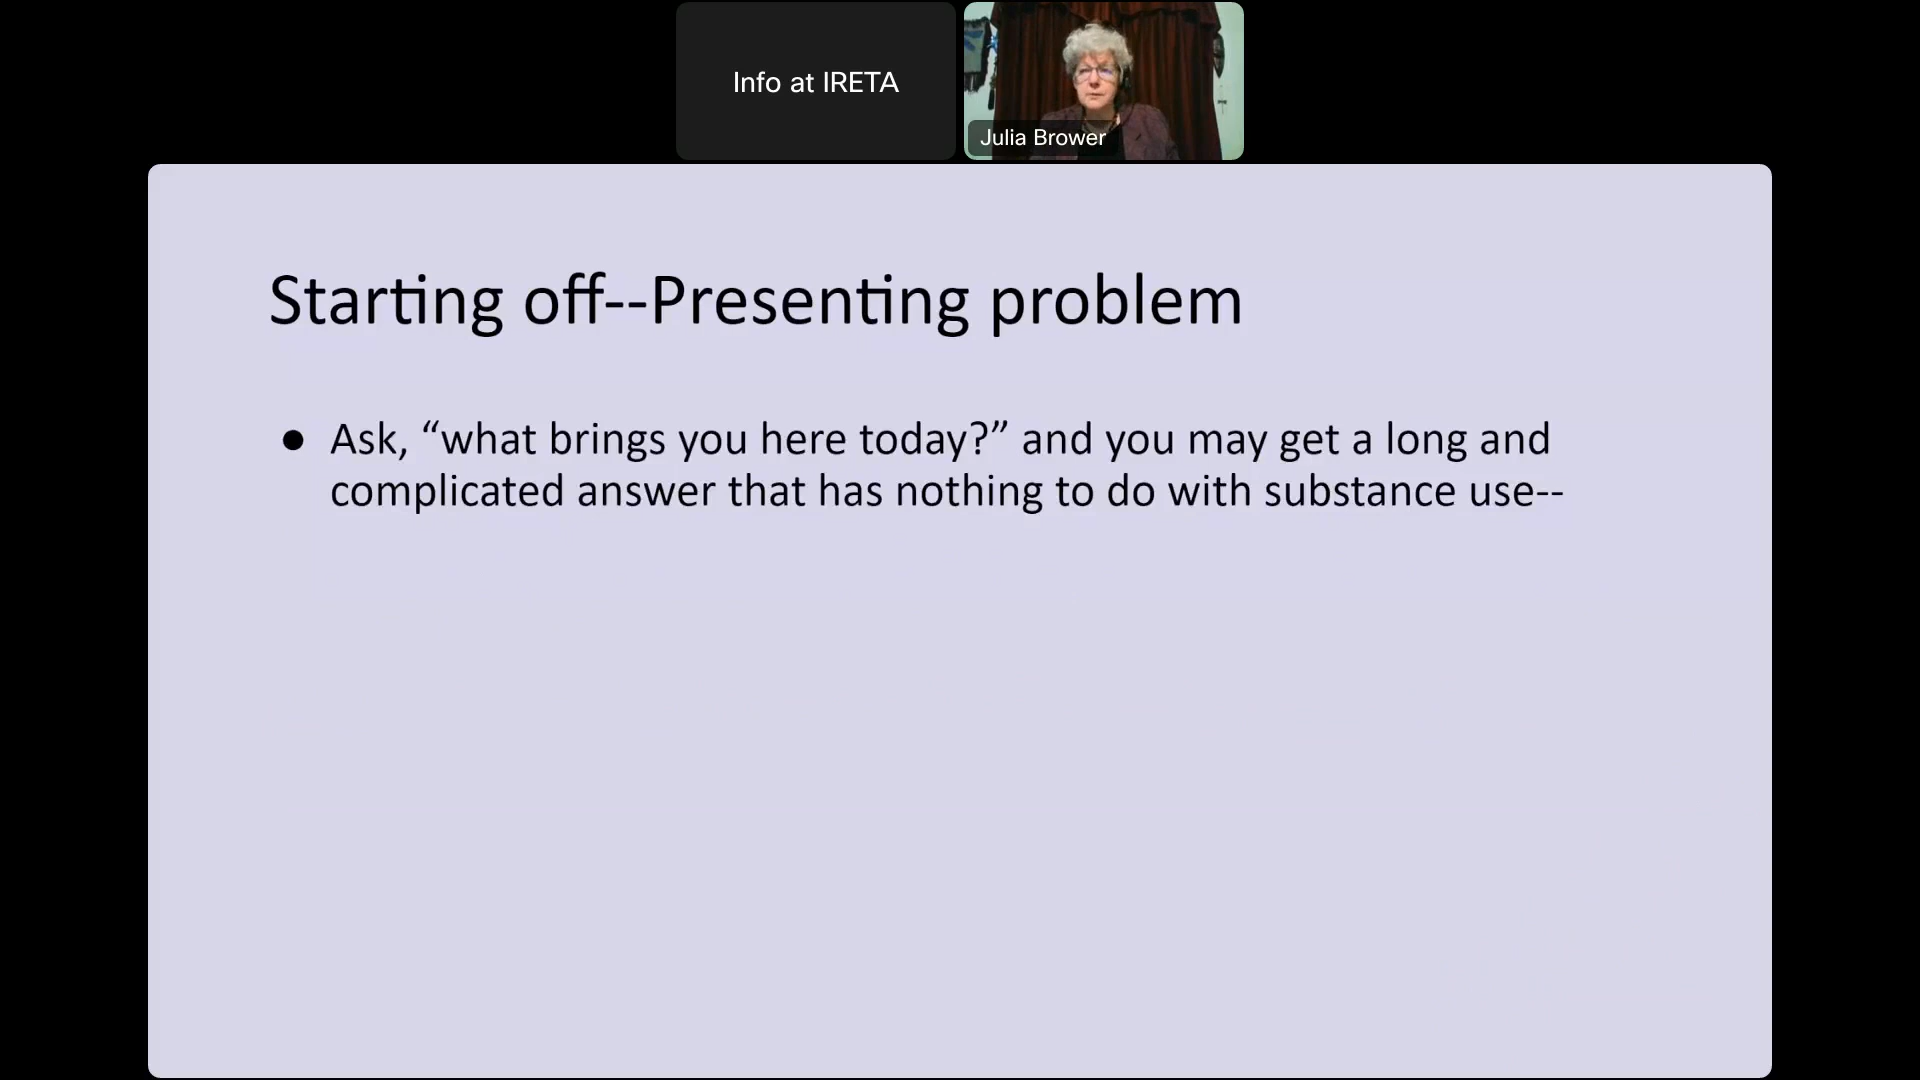 Info at IRETA
Julia Brower
Starting off--Presenting problem
● Ask, “what brings you here today?” and you may get a long and
complicated answer that has nothing to do with substance use--